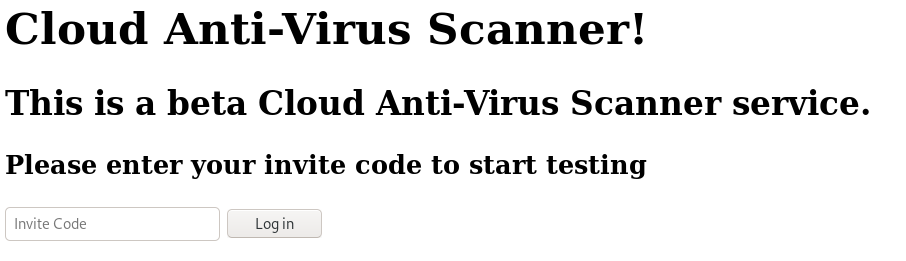 Cloud Anti-Virus Scanner!
This is a beta Cloud Anti-Virus Scanner service.
Please enter your invite code to start testing
Invite Code Log in